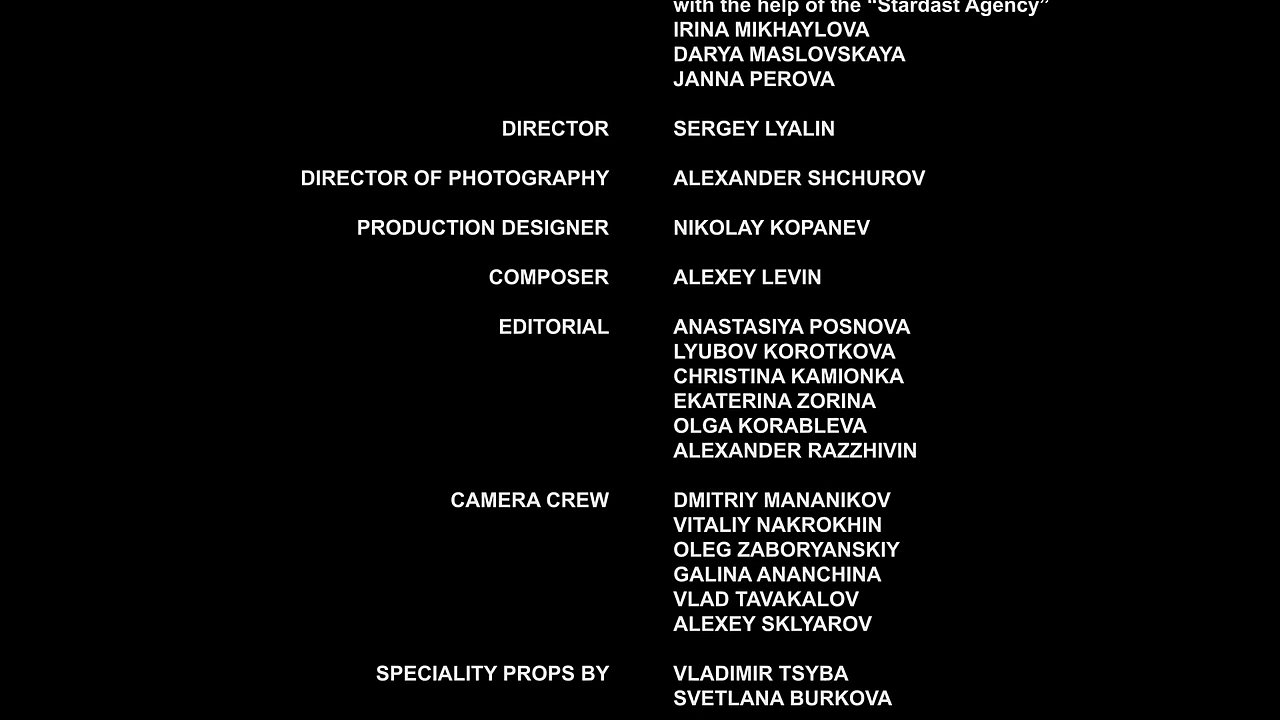 with the help of the “Stardast Agency”
IRINA MIKHAYLOVA
DARYA MASLOVSKAYA
JANNA PEROVA
DIRECTOR SERGEY LYALIN
DIRECTOR OF PHOTOGRAPHY ALEXANDER SHCHUROV
PRODUCTION DESIGNER NIKOLAY KOPANEV
COMPOSER ALEXEY LEVIN
EDITORIAL ANASTASIYA POSNOVA
LYUBOV KOROTKOVA
CHRISTINA KAMIONKA
EKATERINA ZORINA
OLGA KORABLEVA
ALEXANDER RAZZHIVIN
CAMERA CREW DMITRIY MANANIKOV
VITALIY NAKROKHIN
OLEG ZABORYANSKIY
GALINA ANANCHINA
VLAD TAVAKALOV
ALEXEY SKLYAROV
SPECIALITY PROPS BY VLADIMIR TSYBA
SVETLANA BURKOVA